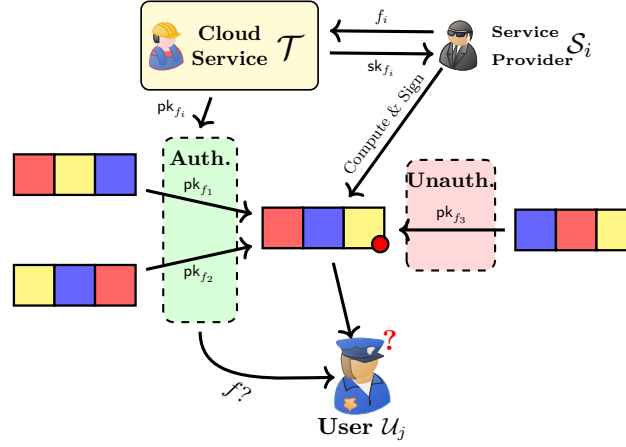 Cloud
Service 𝒯
f_i
sk_{f_i}
Service
Provider 𝒮_i
pk_{f_i}
Compute & Sign
Auth.
Unauth.
pk_{f_1}
pk_{f_3}
pk_{f_2}
?
f?
User 𝒰_j